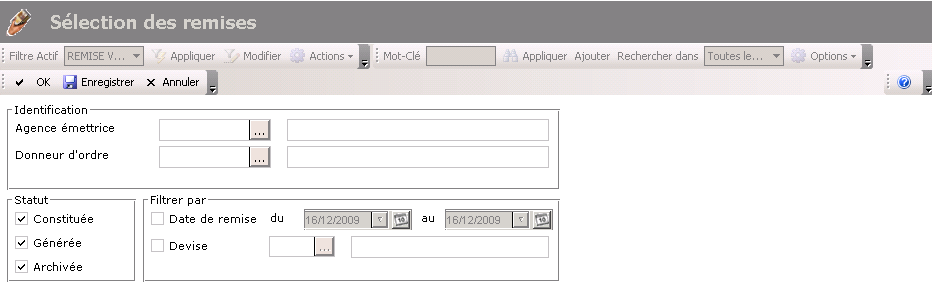 Sélection des remises
Filtre Actif REMISE V... Appliquer Modifier Actions Mot-Clé Appliquer Ajouter Rechercher dans Toutes le... Options
OK Enregistrer Annuler ?
Identification
Agence émettrice ...
Donneur d'ordre ...
Statut Filtrer par
Constituée Date de remise du 16/12/2009 10 au 16/12/2009 10
Générée Devise ...
Archivée